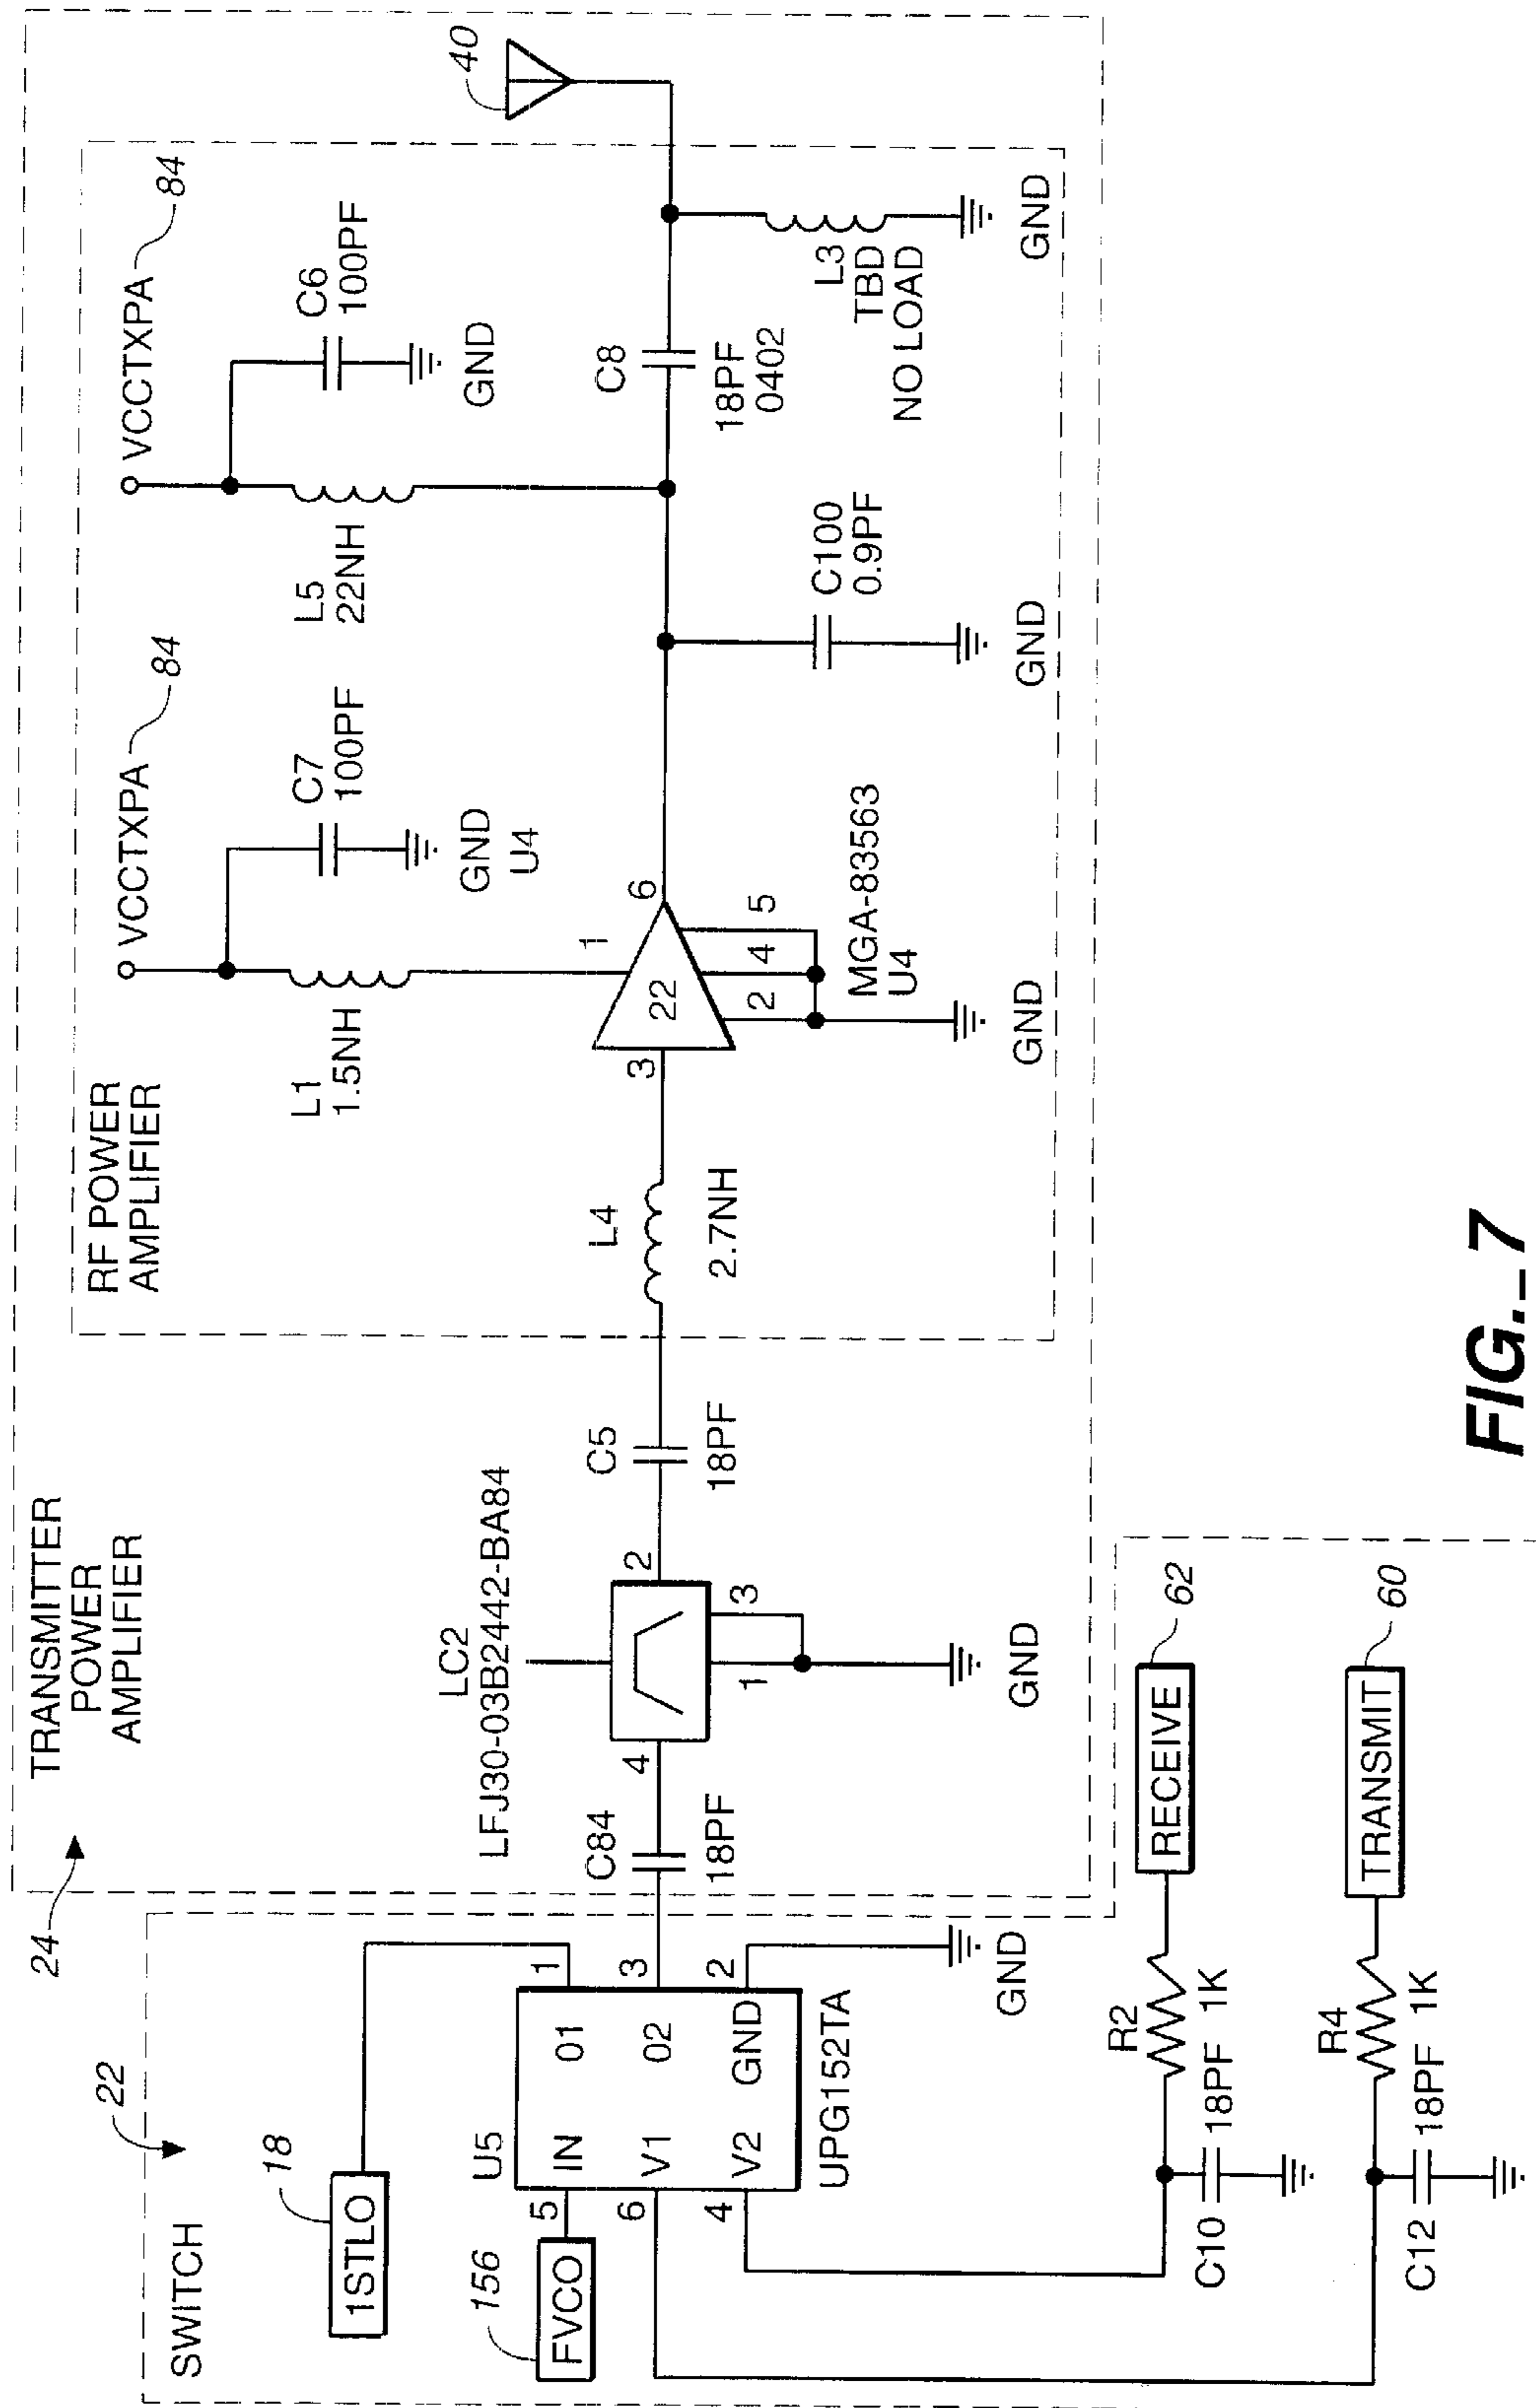 TRANSMITTER
POWER
AMPLIFIER
24
RF POWER
AMPLIFIER
VCCTXPA
84
C7
100PF
GND
U4
L1
1.5NH
VCCTXPA
84
C6
100PF
GND
L5
22NH
40
LC2
LFJ30-03B2442-BA84
C84
18PF
4
2
1
3
GND
C5
18PF
L4
2.7NH
3
22
1
6
2
4
5
GND
MGA-83563
U4
C100
0.9PF
GND
C8
18PF
0402
L3
TBD
NO LOAD
GND
SWITCH
22
1STLO
18
156
FVCO
U5
5
IN
O1
1
6
V1
O2
3
4
V2
GND
2
UPG152TA
GND
R2
1K
18PF
C10
RECEIVE
62
R4
1K
18PF
C12
TRANSMIT
60
FIG._7